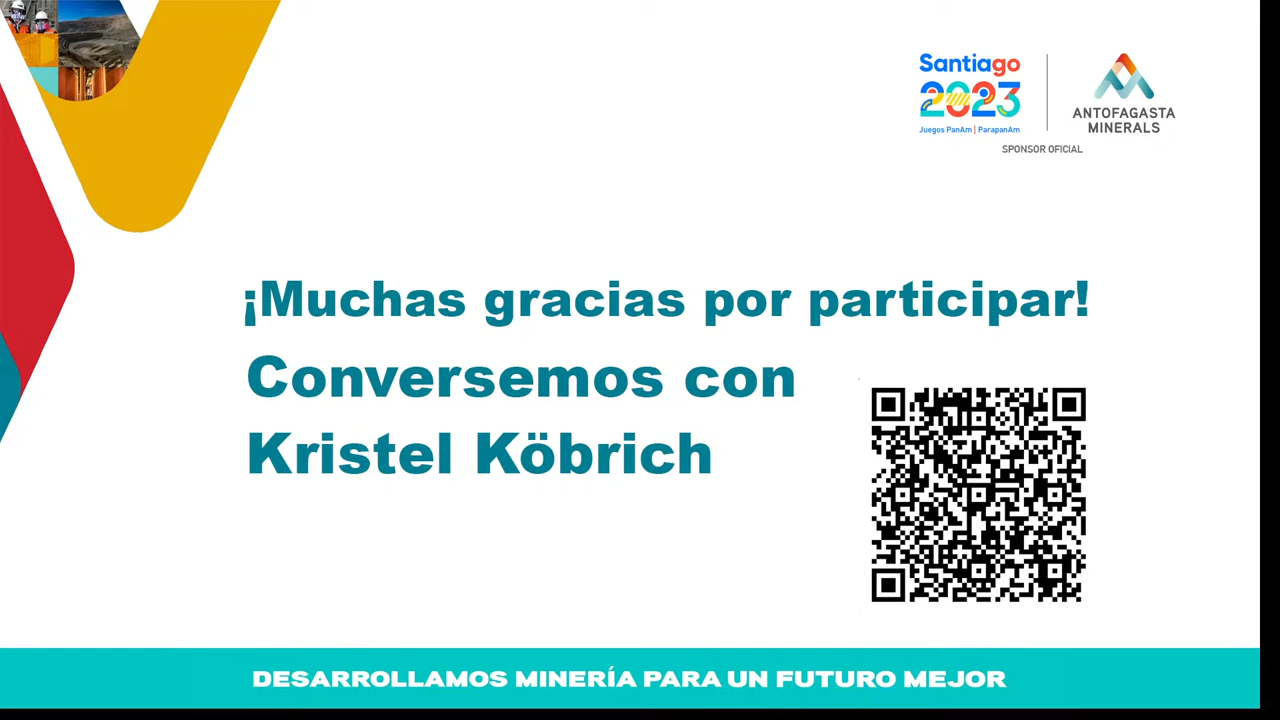 Santiago
2023
Juegos PanAm | ParapanAm
ANTOFAGASTA
MINERALS
SPONSOR OFICIAL
¡Muchas gracias por participar!
Conversemos con
Kristel Köbrich
DESARROLLAMOS MINERÍA PARA UN FUTURO MEJOR